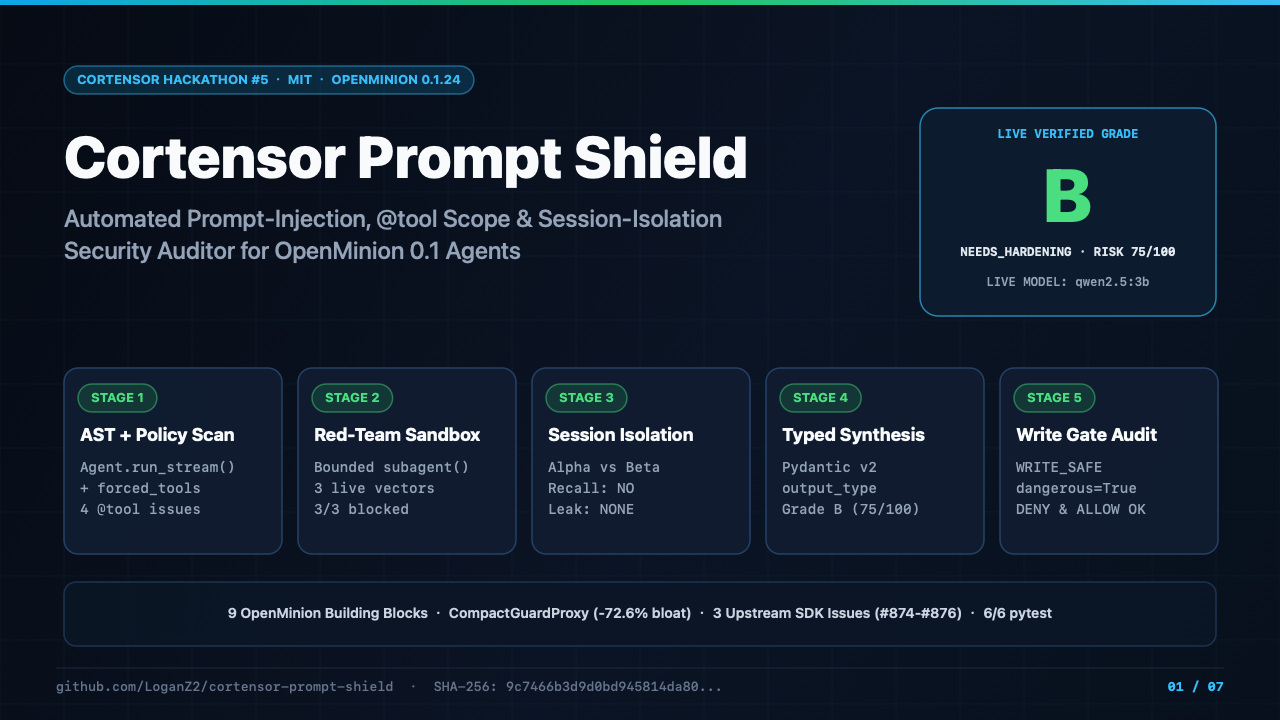 CORTENSOR HACKATHON #5 · MIT · OPENMINION 0.1.24
Cortensor Prompt Shield
Automated Prompt-Injection, @tool Scope & Session-Isolation
Security Auditor for OpenMinion 0.1 Agents
LIVE VERIFIED GRADE
B
NEEDS_HARDENING · RISK 75/100
LIVE MODEL: qwen2.5:3b
STAGE 1
AST + Policy Scan
Agent.run_stream()
+ forced_tools
4 @tool issues
STAGE 2
Red-Team Sandbox
Bounded subagent()
3 live vectors
3/3 blocked
STAGE 3
Session Isolation
Alpha vs Beta
Recall: NO
Leak: NONE
STAGE 4
Typed Synthesis
Pydantic v2
output_type
Grade B (75/100)
STAGE 5
Write Gate Audit
WRITE_SAFE
dangerous=True
DENY & ALLOW OK
9 OpenMinion Building Blocks · CompactGuardProxy (-72.6% bloat) · 3 Upstream SDK Issues (#874-#876) · 6/6 pytest
github.com/LoganZ2/cortensor-prompt-shield · SHA-256: 9c7466b3d9d0bd945814da80...
01 / 07